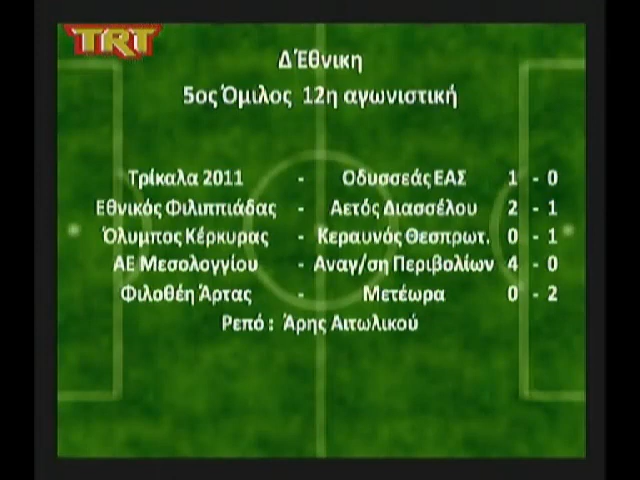 TRT
Δ Έθνικη
5ος Όμιλος 12η αγωνιστική
Τρίκαλα 2011 - Οδυσσεάς ΕΑΣ 1 - 0
Εθνικός Φιλιππιάδας - Αετός Διασσέλου 2 - 1
Όλυμπος Κέρκυρας - Κεραυνός Θεσπρωτ. 0 - 1
ΑΕ Μεσολογγίου - Αναγ/ση Περιβολίων 4 - 0
Φιλοθέη Άρτας - Μετέωρα 0 - 2
Ρεπό : Άρης Αιτωλικού